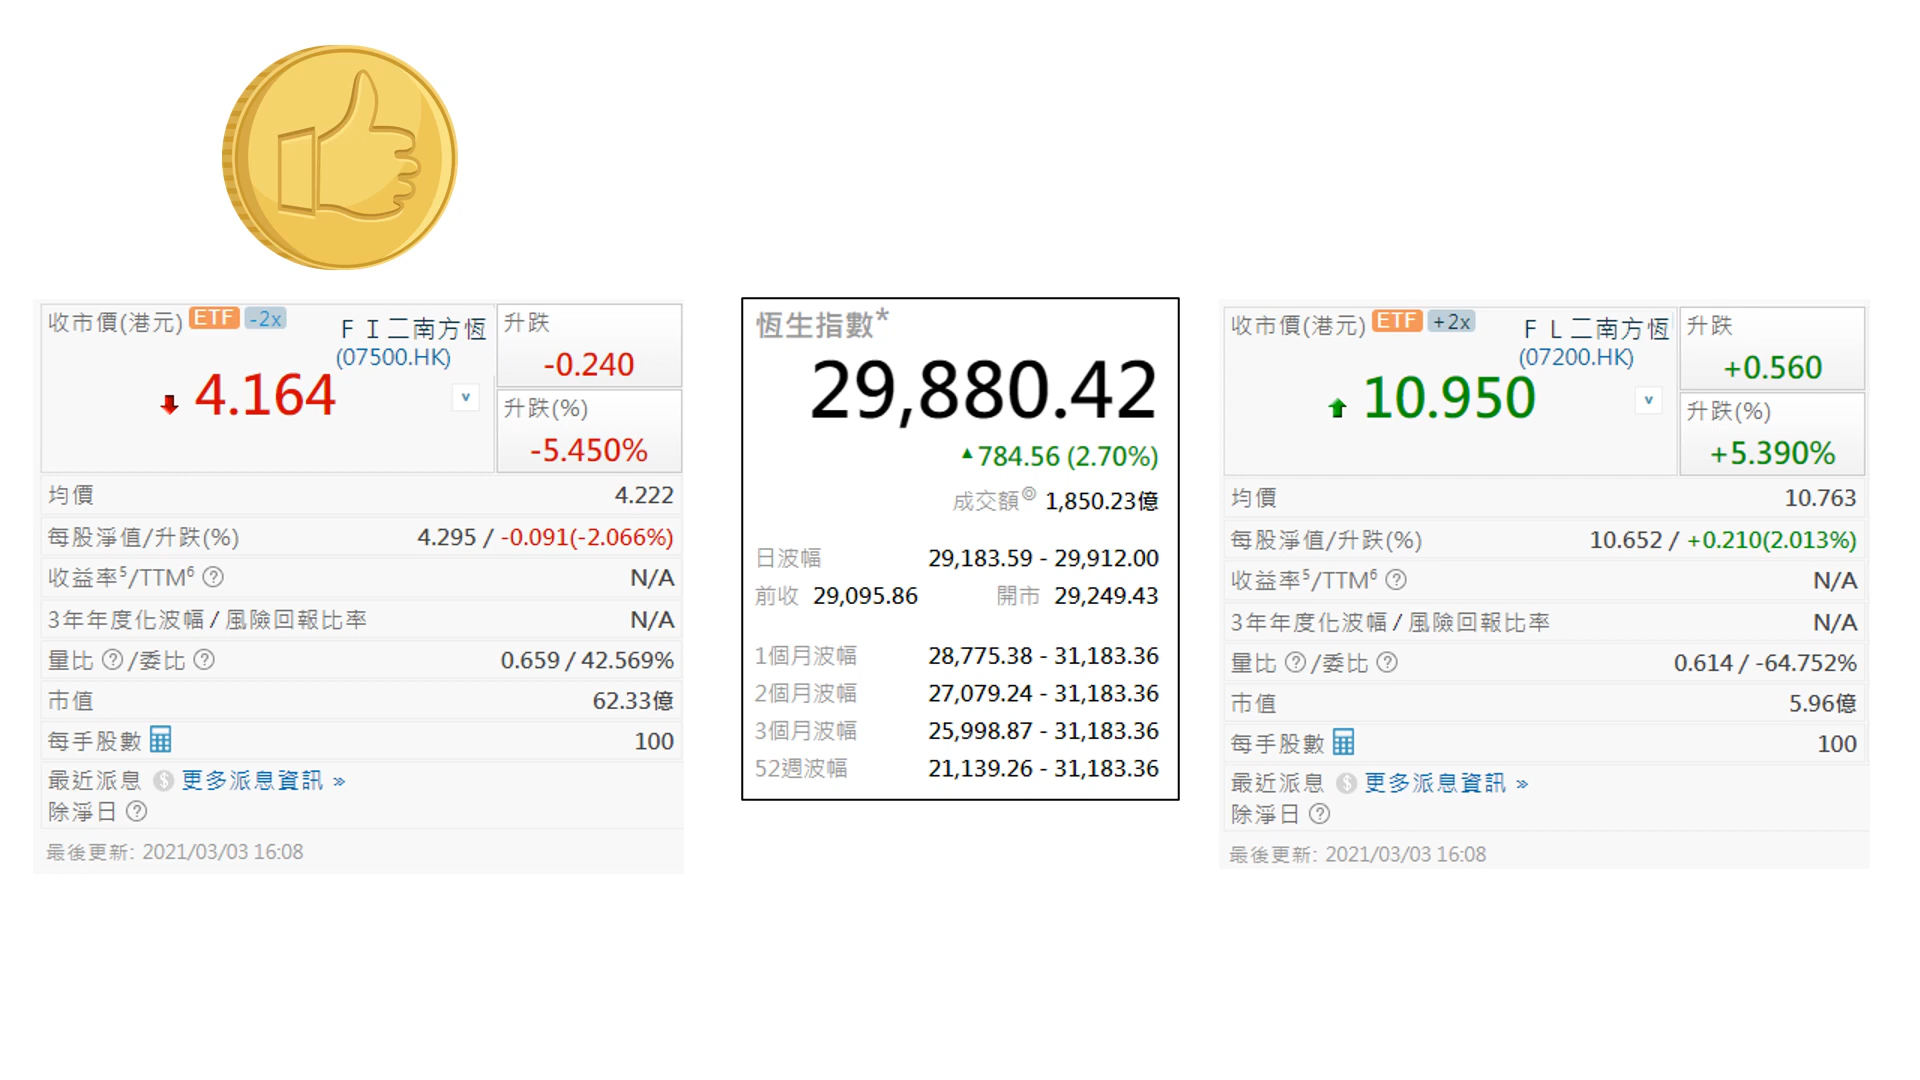 收市價(港元) ETF -2x
ＦＩ二南方恆
(07500.HK)
4.164
升跌
-0.240
升跌(%)
-5.450%
均價 4.222
每股淨值/升跌(%) 4.295 / -0.091(-2.066%)
收益率5/TTM6 ? N/A
3年年度化波幅 / 風險回報比率 N/A
量比 ? /委比 ? 0.659 / 42.569%
市值 62.33億
每手股數 100
最近派息 $ 更多派息資訊 »
除淨日 ?
最後更新: 2021/03/03 16:08
恆生指數*
29,880.42
▲784.56 (2.70%)
成交額◎ 1,850.23億
日波幅 29,183.59 - 29,912.00
前收 29,095.86 開市 29,249.43
1個月波幅 28,775.38 - 31,183.36
2個月波幅 27,079.24 - 31,183.36
3個月波幅 25,998.87 - 31,183.36
52週波幅 21,139.26 - 31,183.36
收市價(港元) ETF +2x
ＦＬ二南方恆
(07200.HK)
10.950
升跌
+0.560
升跌(%)
+5.390%
均價 10.763
每股淨值/升跌(%) 10.652 / +0.210(2.013%)
收益率5/TTM6 ? N/A
3年年度化波幅 / 風險回報比率 N/A
量比 ? /委比 ? 0.614 / -64.752%
市值 5.96億
每手股數 100
最近派息 $ 更多派息資訊 »
除淨日 ?
最後更新: 2021/03/03 16:08